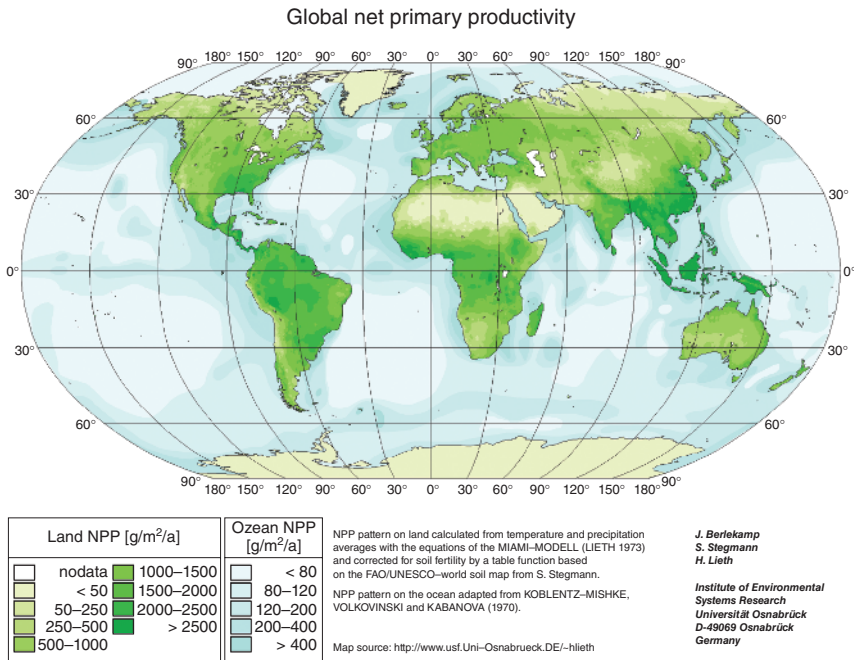 Global net primary productivity
90° 180° 150° 120° 90° 60° 30° 0° 30° 60° 90° 120° 150° 180° 90°
60° 60°
30° 30°
0° 0°
30° 30°
60° 60°
90° 180° 150° 120° 90° 60° 30° 0° 30° 60° 90° 120° 150° 180° 90°
Land NPP [g/m²/a]
nodata
< 50
50–250
250–500
500–1000
1000–1500
1500–2000
2000–2500
> 2500
Ozean NPP
[g/m²/a]
< 80
80–120
120–200
200–400
> 400
NPP pattern on land calculated from temperature and precipitation
averages with the equations of the MIAMI–MODELL (LIETH 1973)
and corrected for soil fertility by a table function based
on the FAO/UNESCO–world soil map from S. Stegmann.
NPP pattern on the ocean adapted from KOBLENTZ–MISHKE,
VOLKOVINSKI and KABANOVA (1970).
Map source: http://www.usf.Uni–Osnabrueck.DE/~hlieth
J. Berlekamp
S. Stegmann
H. Lieth
Institute of Environmental
Systems Research
Universität Osnabrück
D-49069 Osnabrück
Germany